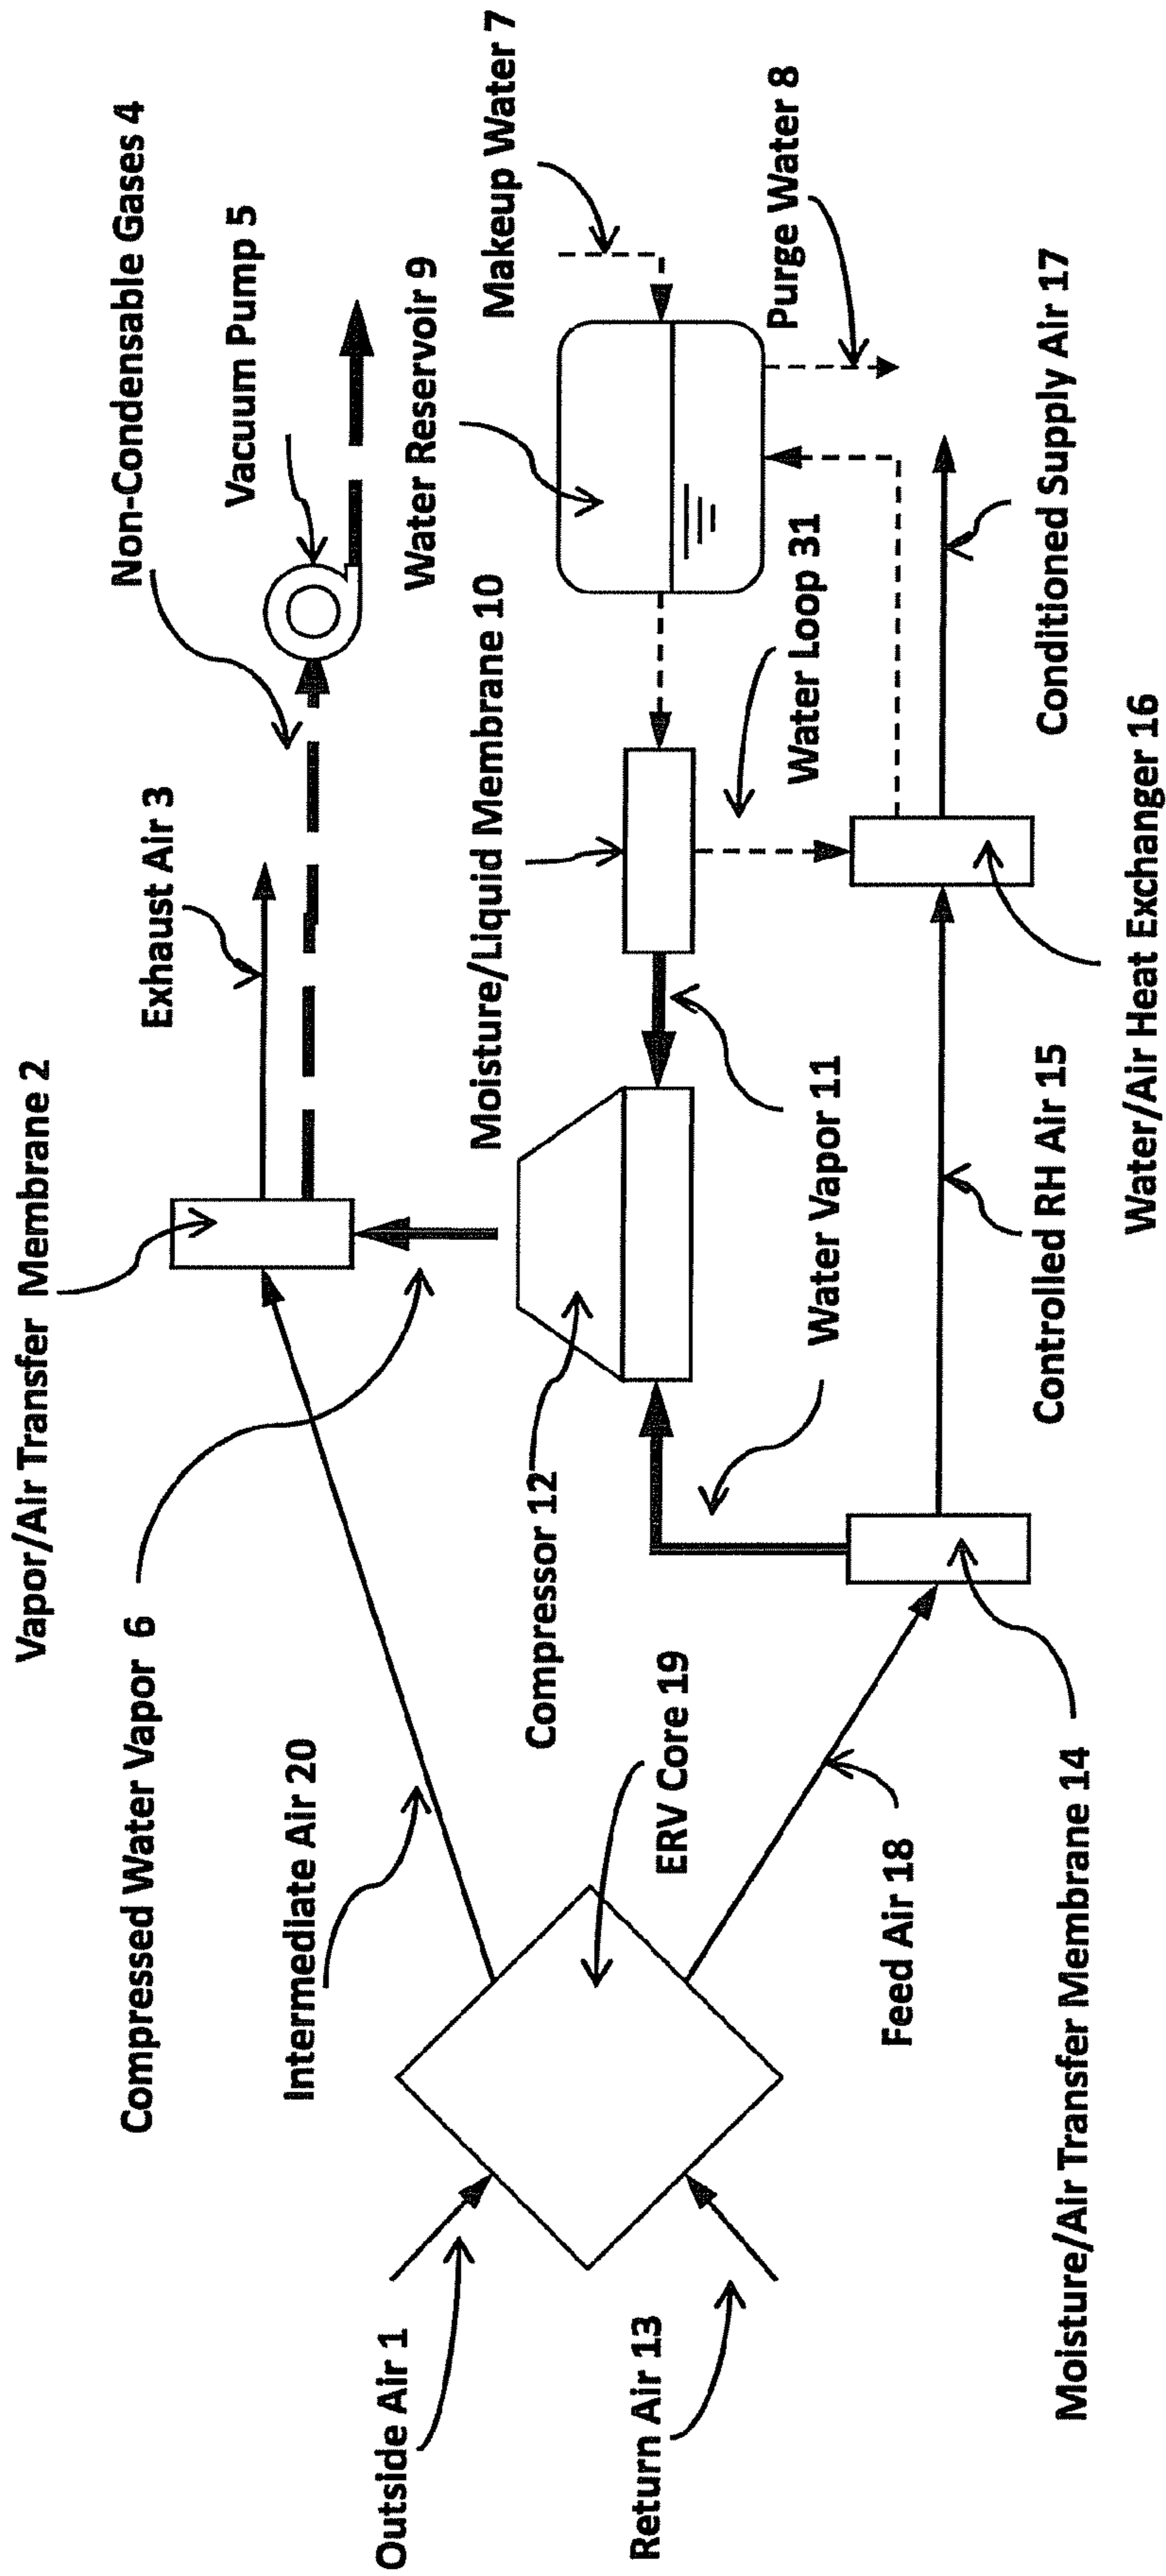 Vapor/Air Transfer Membrane 2
Compressed Water Vapor 6
Exhaust Air 3
Non-Condensable Gases 4
Vacuum Pump 5
Intermediate Air 20
Outside Air 1
Water Reservoir 9
Moisture/Liquid Membrane 10
Makeup Water 7
Compressor 12
ERV Core 19
Return Air 13
Water Vapor 11
Water Loop 31
Purge Water 8
Feed Air 18
Controlled RH Air 15
Conditioned Supply Air 17
Moisture/Air Transfer Membrane 14
Water/Air Heat Exchanger 16